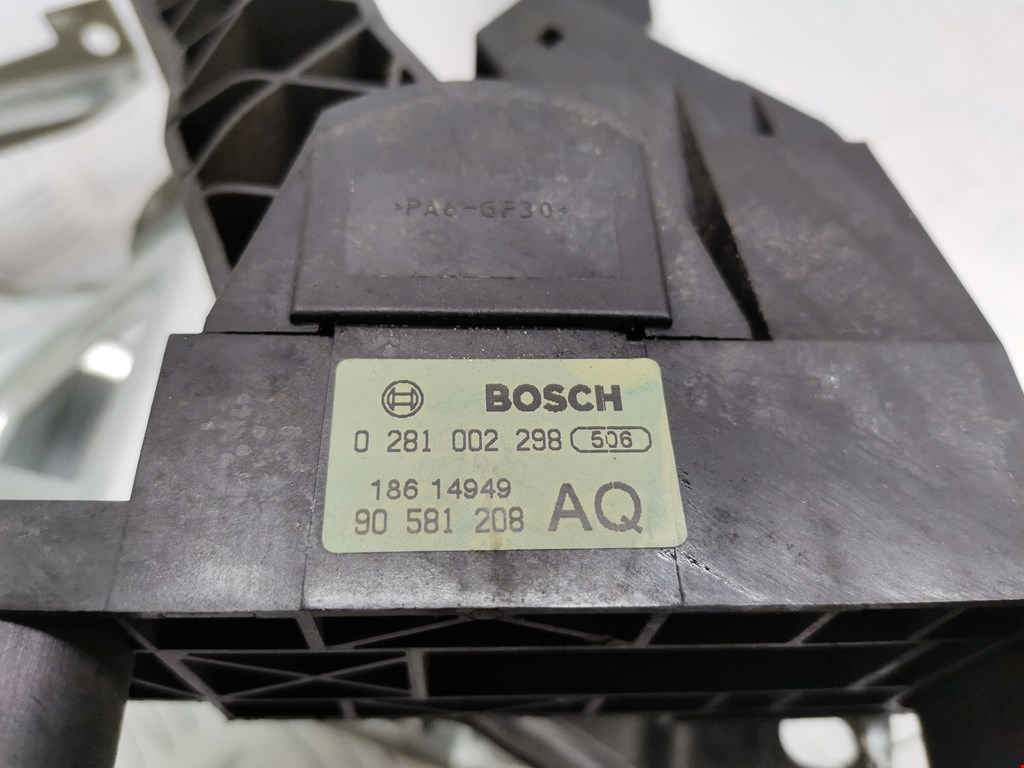 >PA6-GF30<
BOSCH
0 281 002 298 506
186 14949
90 581 208 AQ